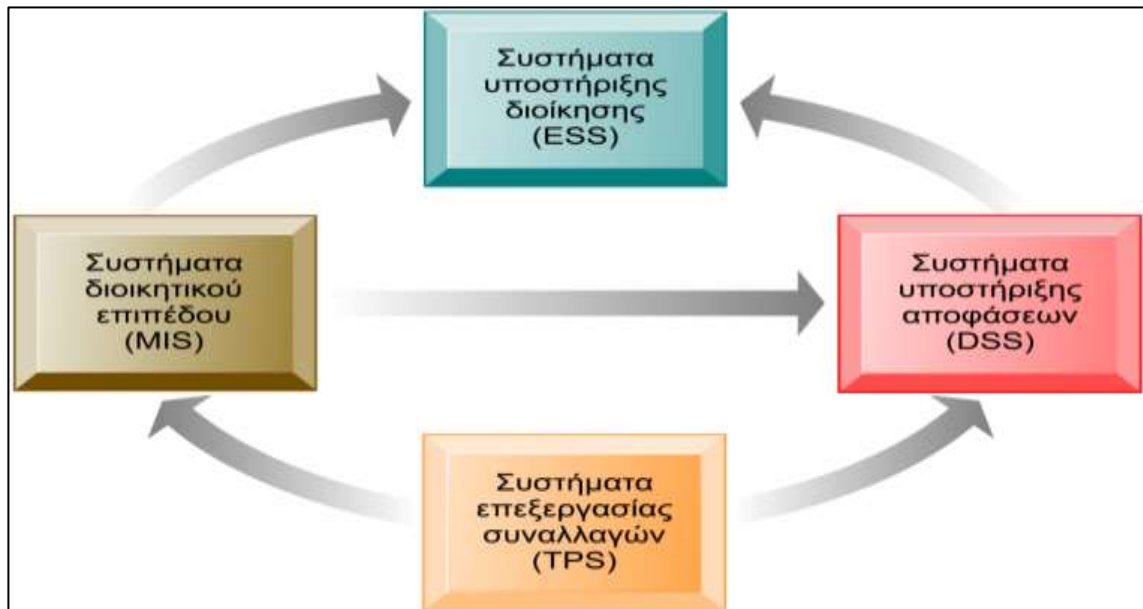 Συστήματα
υποστήριξης
διοίκησης
(ESS)
Συστήματα
διοικητικού
επιπέδου
(MIS)
Συστήματα
υποστήριξης
αποφάσεων
(DSS)
Συστήματα
επεξεργασίας
συναλλαγών
(TPS)